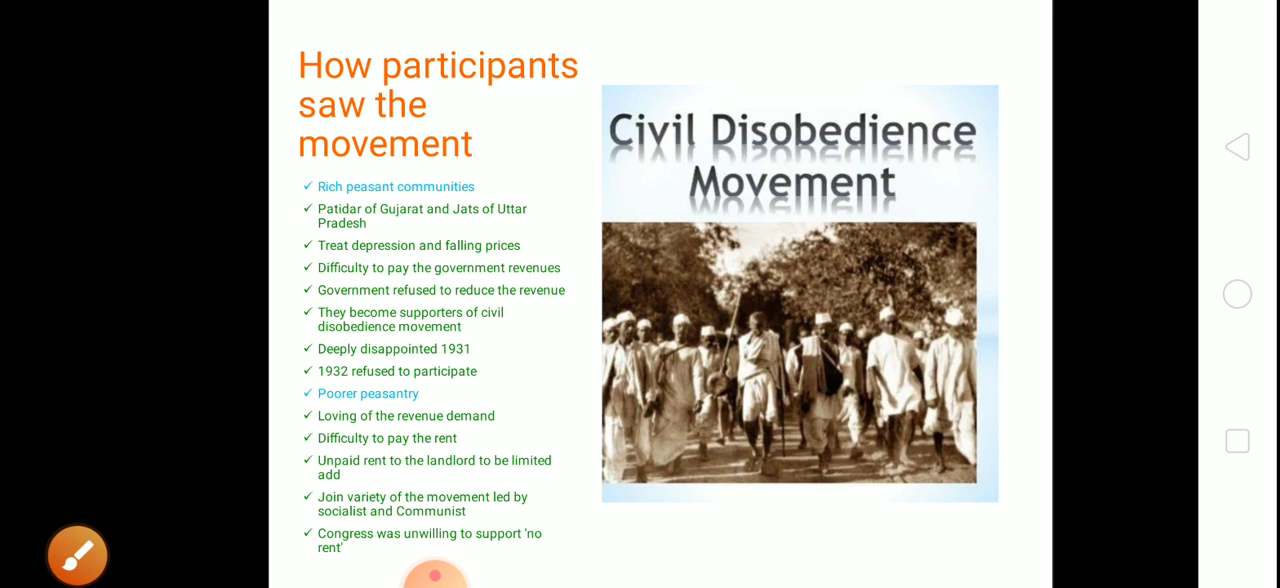 How participants
saw the
movement
✓ Rich peasant communities
✓ Patidar of Gujarat and Jats of Uttar
Pradesh
✓ Treat depression and falling prices
✓ Difficulty to pay the government revenues
✓ Government refused to reduce the revenue
✓ They become supporters of civil
disobedience movement
✓ Deeply disappointed 1931
✓ 1932 refused to participate
✓ Poorer peasantry
✓ Loving of the revenue demand
✓ Difficulty to pay the rent
✓ Unpaid rent to the landlord to be limited
add
✓ Join variety of the movement led by
socialist and Communist
✓ Congress was unwilling to support 'no
rent'
Civil Disobedience
Movement